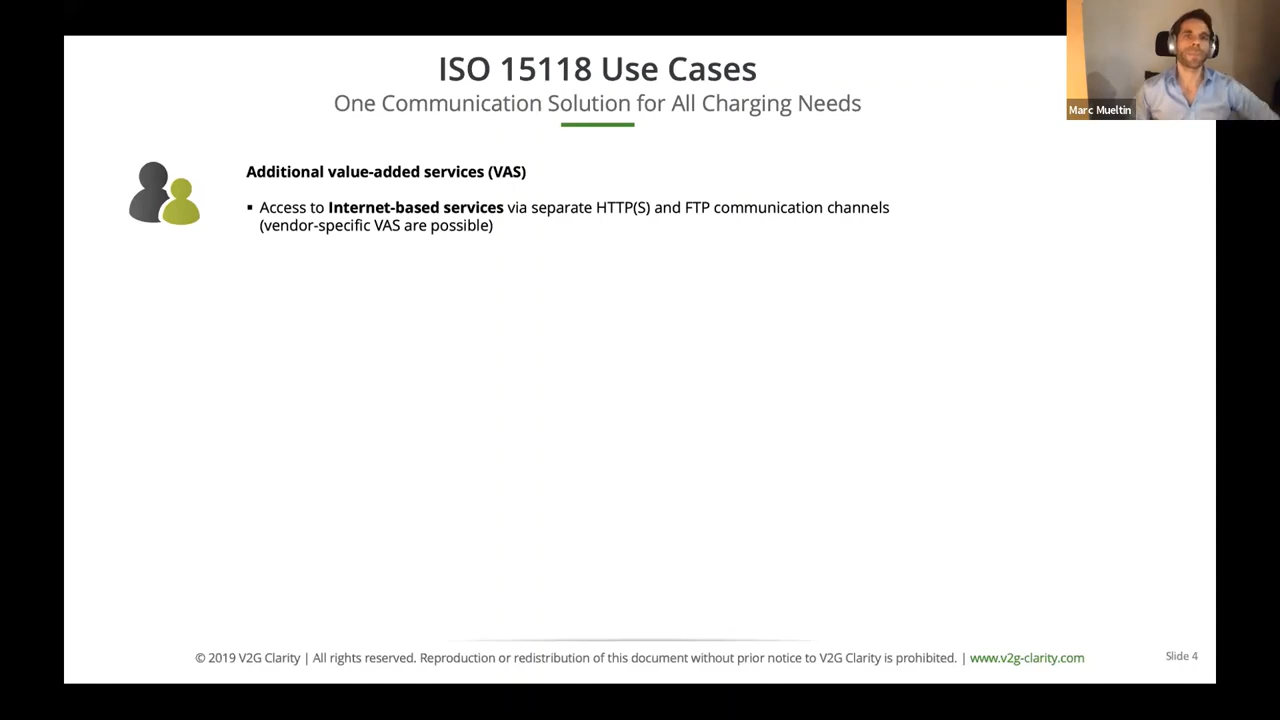 ISO 15118 Use Cases
One Communication Solution for All Charging Needs
Marc Mueltin
Additional value-added services (VAS)
▪ Access to Internet-based services via separate HTTP(S) and FTP communication channels
(vendor-specific VAS are possible)
© 2019 V2G Clarity | All rights reserved. Reproduction or redistribution of this document without prior notice to V2G Clarity is prohibited. | www.v2g-clarity.com
Slide 4